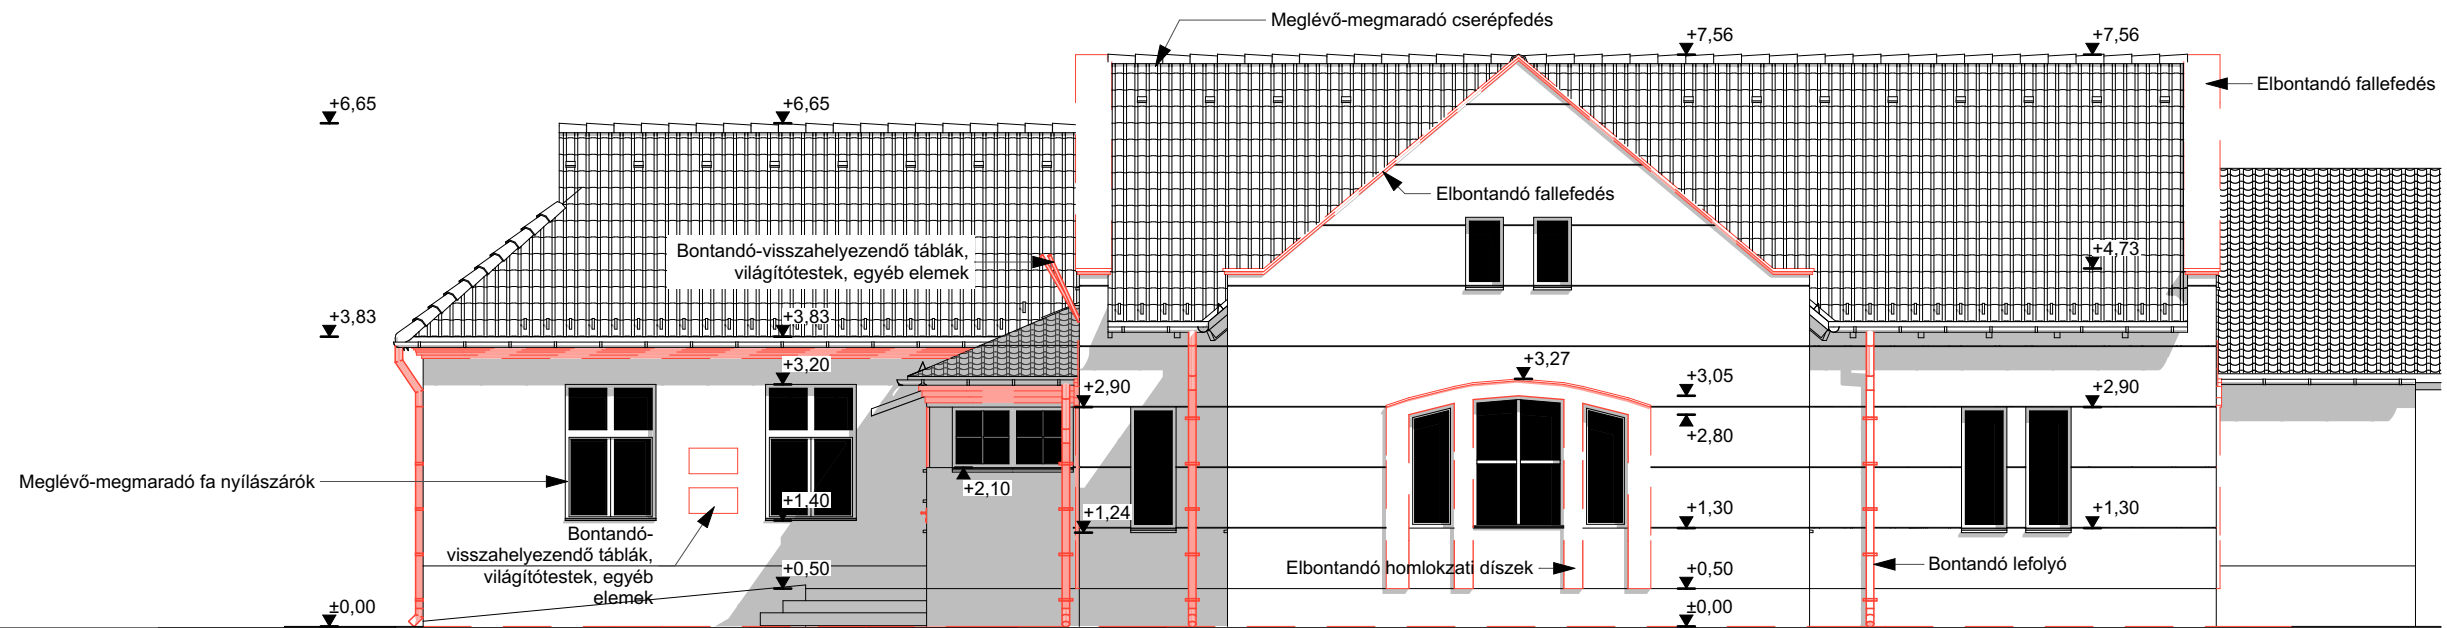 Meglévő-megmaradó cserépfedés
+7,56
+7,56
Elbontandó fallefedés
+6,65
+6,65
Elbontandó fallefedés
Bontandó-visszahelyezendő táblák,
világítótestek, egyéb elemek
+4,73
+3,83
+3,83
+3,20
+3,27
+3,05
+2,90
+2,90
+2,80
Meglévő-megmaradó fa nyílászárók
+2,10
+1,40
+1,24
+1,30
+1,30
Bontandó-
visszahelyezendő táblák,
világítótestek, egyéb
elemek
+0,50
Elbontandó homlokzati díszek
+0,50
Bontandó lefolyó
±0,00
±0,00